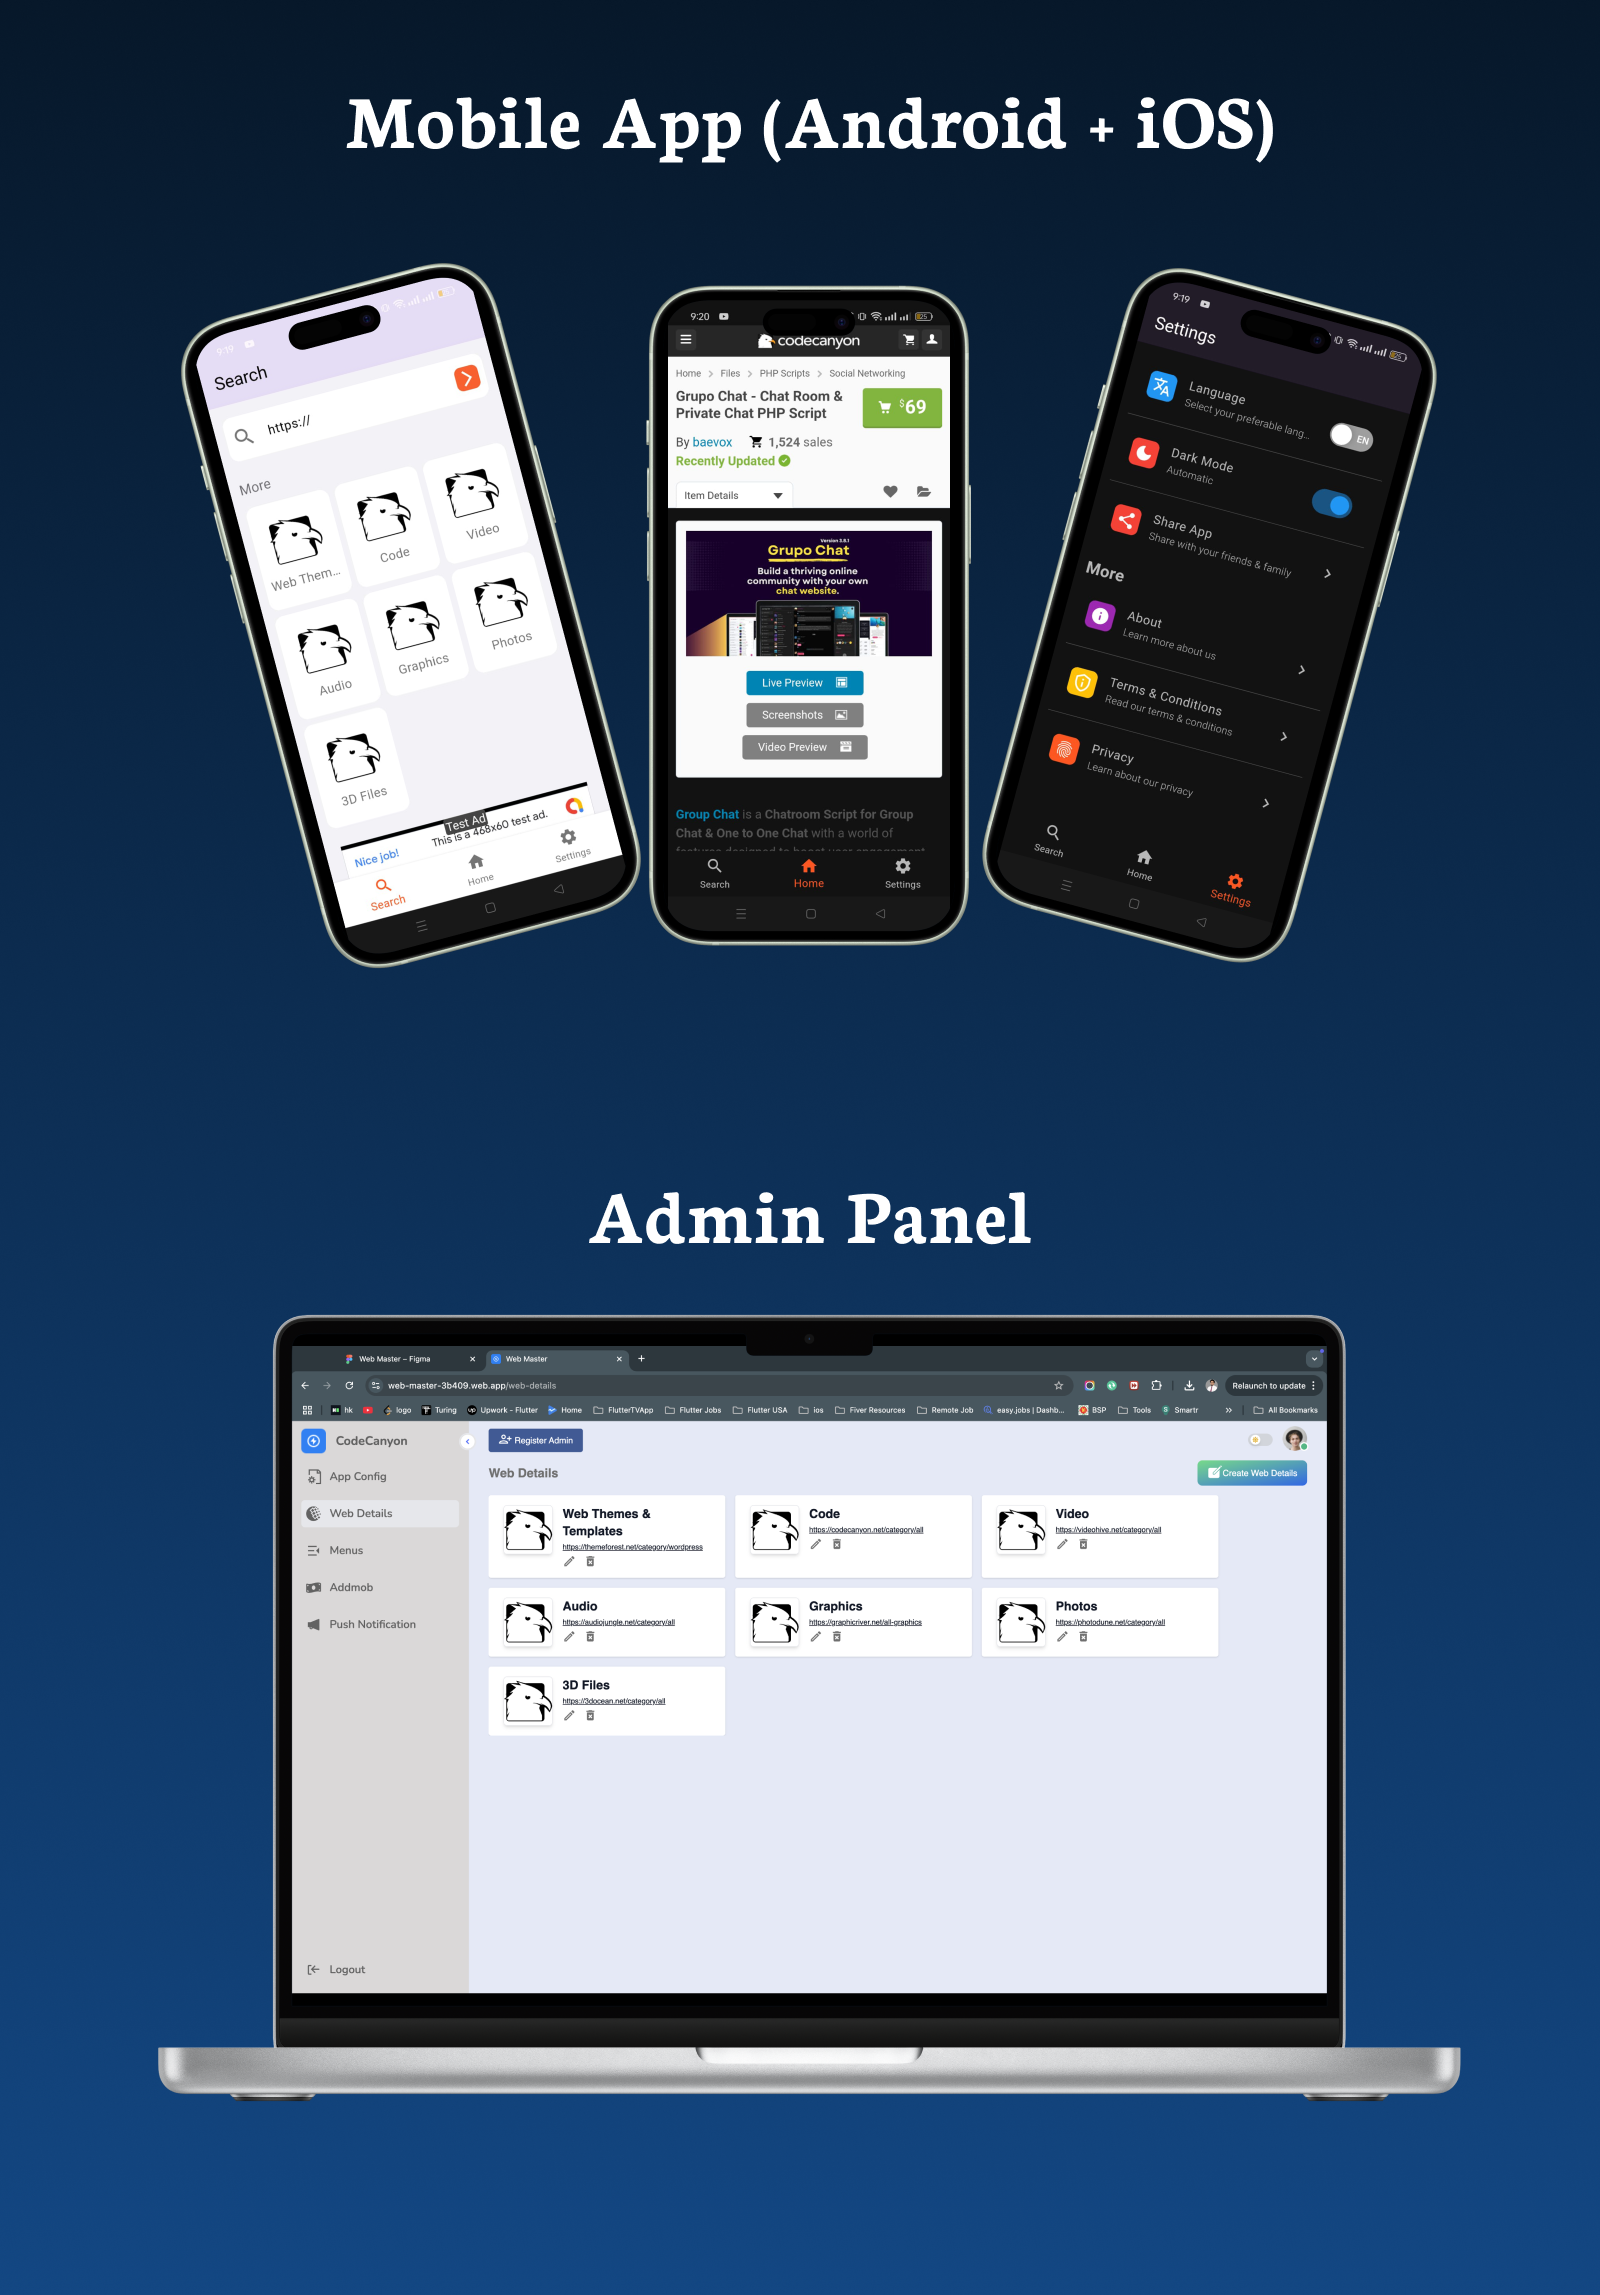 Mobile App (Android + iOS)
9:19
Search
https://
More
Web Them...
Code
Video
Audio
Graphics
Photos
3D Files
Test Ad
Nice job!
This is a 468x60 test ad.
Search
Home
Settings
9:20
codecanyon
Home > Files > PHP Scripts > Social Networking
Grupo Chat - Chat Room &
Private Chat PHP Script
$69
By baevox 1,524 sales
Recently Updated
Item Details
Version 3.8.1
Grupo Chat
Build a thriving online
community with your own
chat website.
Live Preview
Screenshots
Video Preview
Group Chat is a Chatroom Script for Group
Chat & One to One Chat with a world of
features designed to boost user engagement
Search
Home
Settings
9:19
Settings
Language
Select your preferable lang...
EN
Dark Mode
Automatic
Share App
Share with your friends & family
More
About
Learn more about us
Terms & Conditions
Read our terms & conditions
Privacy
Learn about our privacy
Search
Home
Settings
Admin Panel
Web Master – Figma
Web Master
web-master-3b409.web.app/web-details
Relaunch to update
hk logo Turing Upwork - Flutter Home FlutterTVApp Flutter Jobs Flutter USA ios Fiver Resources Remote Job easy.jobs | Dashb... BSP Tools Smartr » All Bookmarks
CodeCanyon
App Config
Web Details
Menus
Addmob
Push Notification
Logout
Register Admin
Web Details
Create Web Details
Web Themes &
Templates
https://themeforest.net/category/wordpress
Code
https://codecanyon.net/category/all
Video
https://videohive.net/category/all
Audio
https://audiojungle.net/category/all
Graphics
https://graphicriver.net/all-graphics
Photos
https://photodune.net/category/all
3D Files
https://3docean.net/category/all